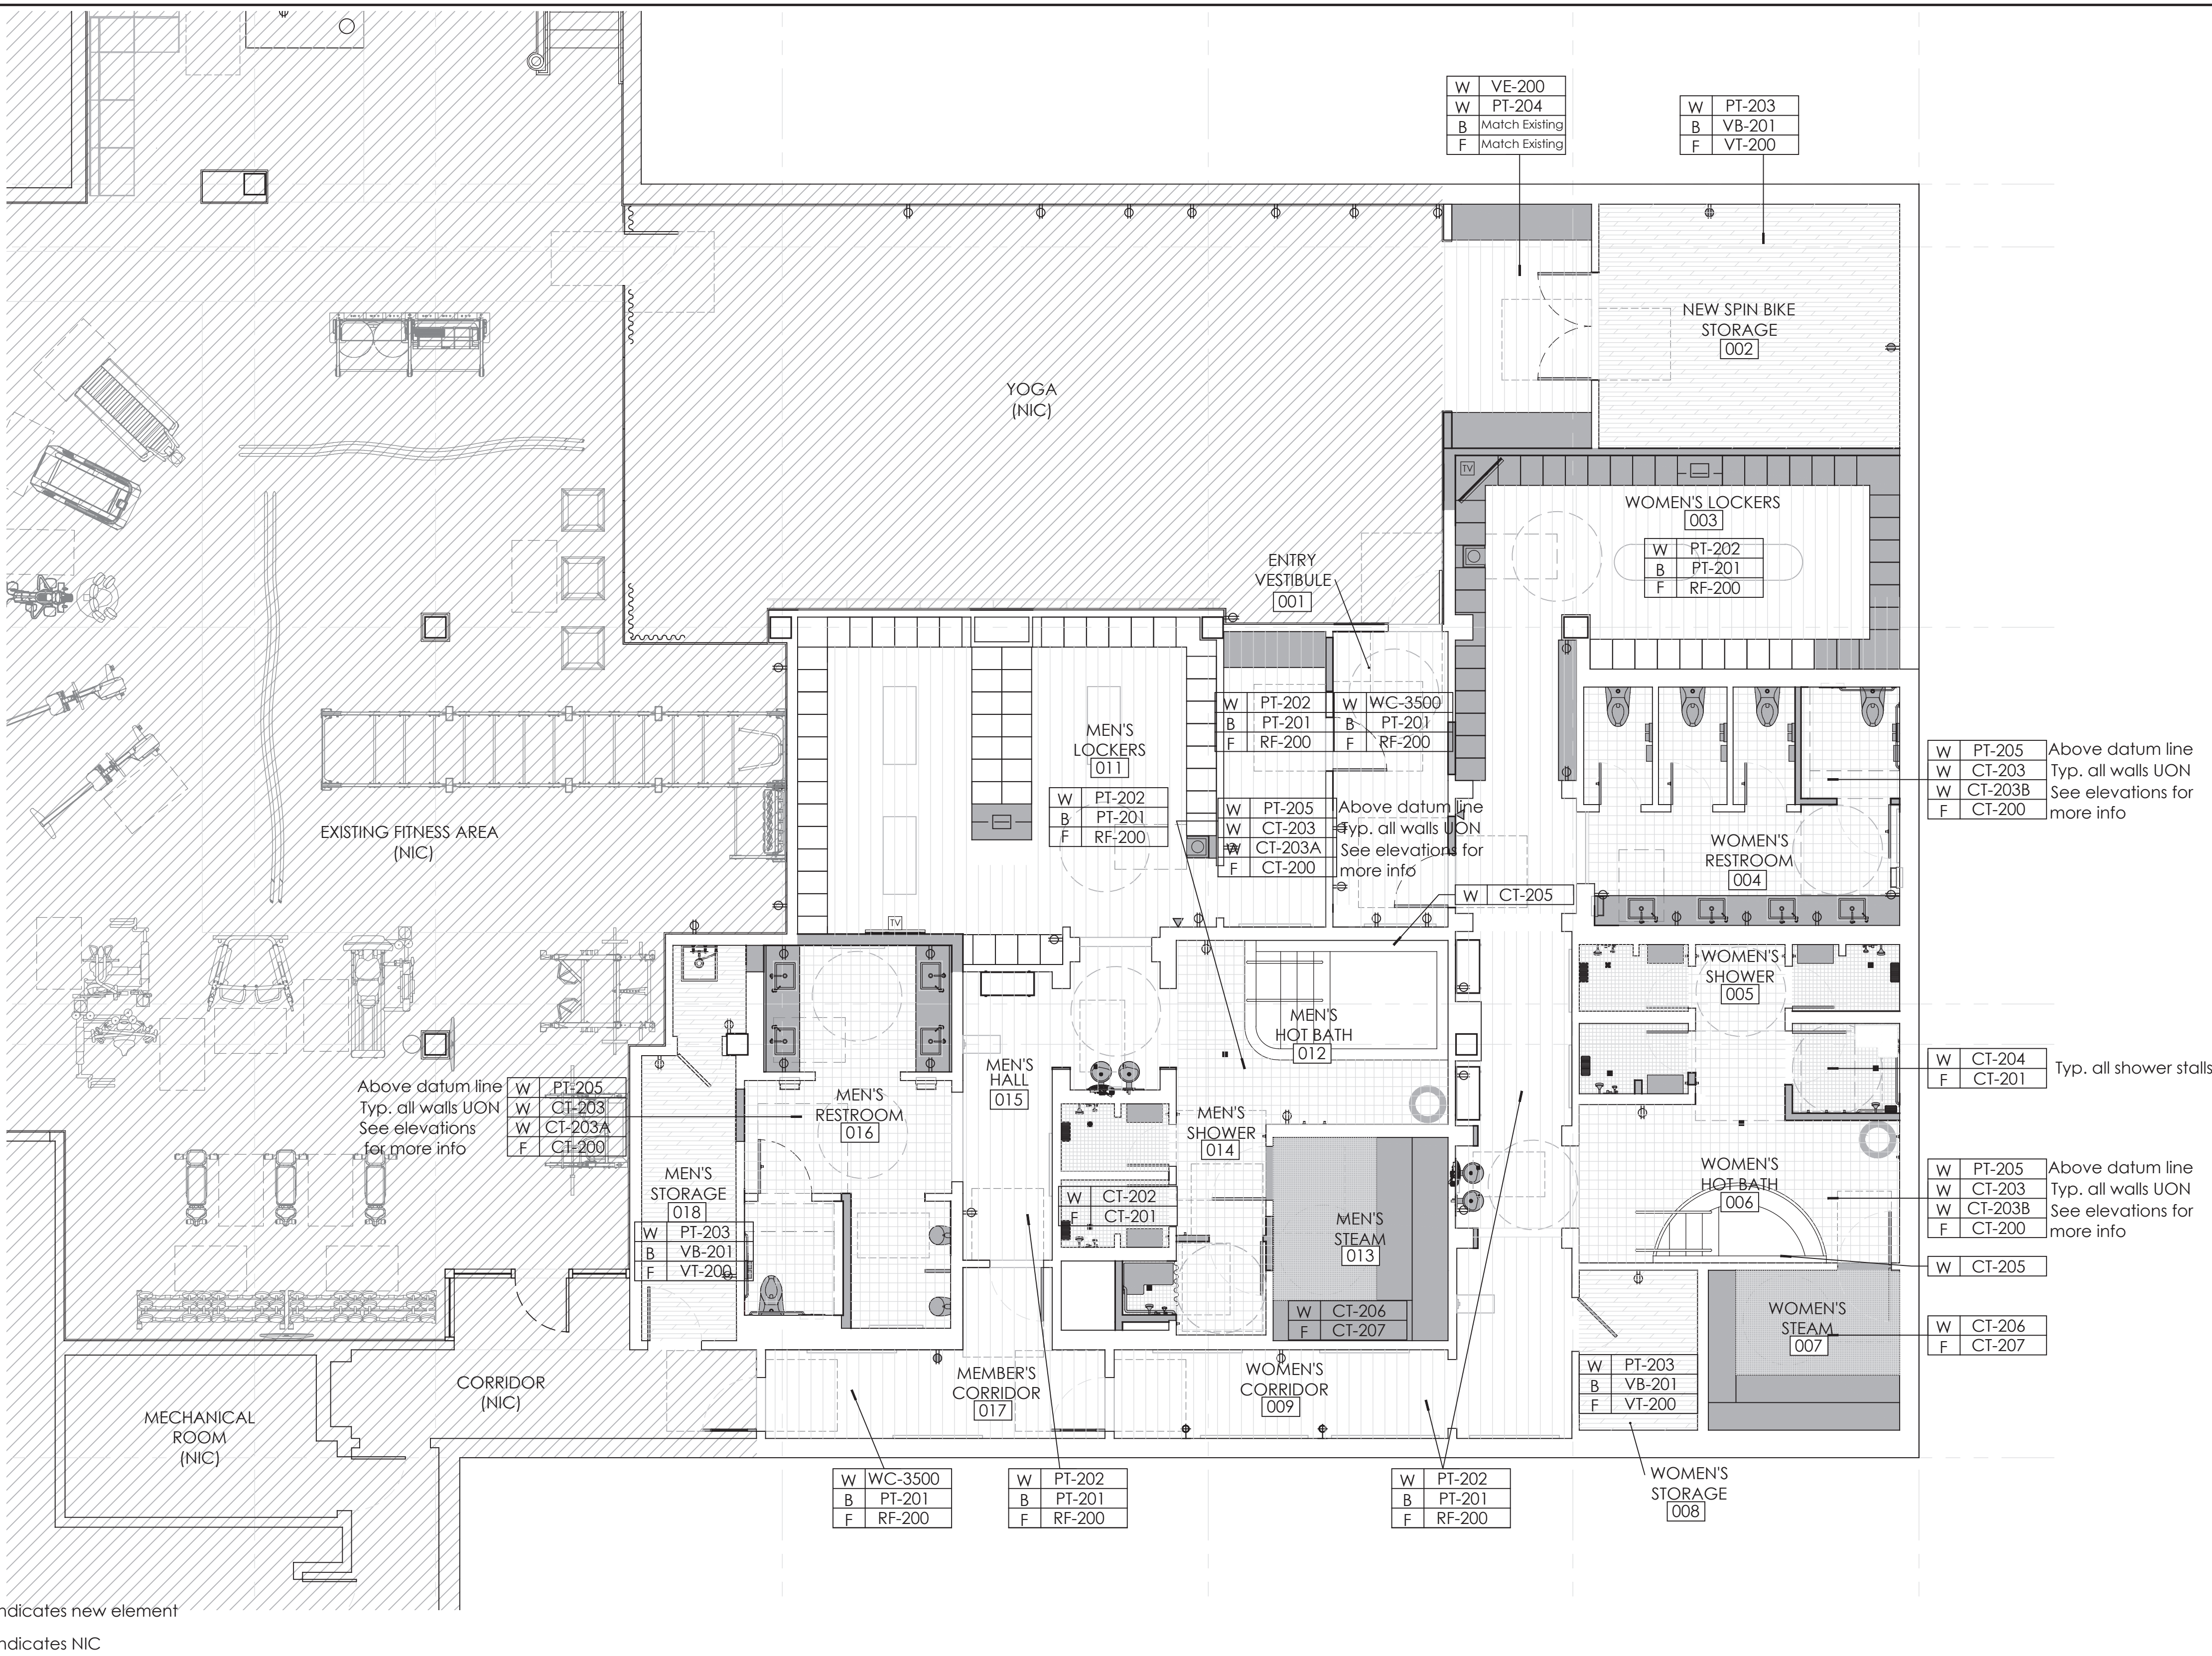 W VE-200
W PT-204
B Match Existing
F Match Existing
W PT-203
B VB-201
F VT-200
NEW SPIN BIKE
STORAGE
002
YOGA
(NIC)
TV
WOMEN'S LOCKERS
003
W PT-202
B PT-201
F RF-200
ENTRY
VESTIBULE
001
W PT-202
B PT-201
F RF-200
W WC-3500
B PT-201
F RF-200
MEN'S
LOCKERS
011
W PT-202
B PT-201
F RF-200
W PT-205
W CT-203
W CT-203A
F CT-200
Above datum line
Typ. all walls UON
See elevations for
more info
W PT-205
W CT-203
W CT-203B
F CT-200
Above datum line
Typ. all walls UON
See elevations for
more info
EXISTING FITNESS AREA
(NIC)
WOMEN'S
RESTROOM
004
W CT-205
TV
WOMEN'S
SHOWER
005
MEN'S
HOT BATH
012
W CT-204
F CT-201
Typ. all shower stalls
MEN'S
HALL
015
Above datum line
Typ. all walls UON
See elevations
for more info
W PT-205
W CT-203
W CT-203A
F CT-200
MEN'S
RESTROOM
016
MEN'S
SHOWER
014
MEN'S
STORAGE
018
W PT-203
B VB-201
F VT-200
W CT-202
F CT-201
WOMEN'S
HOT BATH
006
W PT-205
W CT-203
W CT-203B
F CT-200
Above datum line
Typ. all walls UON
See elevations for
more info
W CT-205
MEN'S
STEAM
013
W CT-206
F CT-207
WOMEN'S
STEAM
007
W CT-206
F CT-207
W PT-203
B VB-201
F VT-200
MECHANICAL
ROOM
(NIC)
CORRIDOR
(NIC)
MEMBER'S
CORRIDOR
017
WOMEN'S
CORRIDOR
009
W WC-3500
B PT-201
F RF-200
W PT-202
B PT-201
F RF-200
W PT-202
B PT-201
F RF-200
WOMEN'S
STORAGE
008
ndicates new element
ndicates NIC